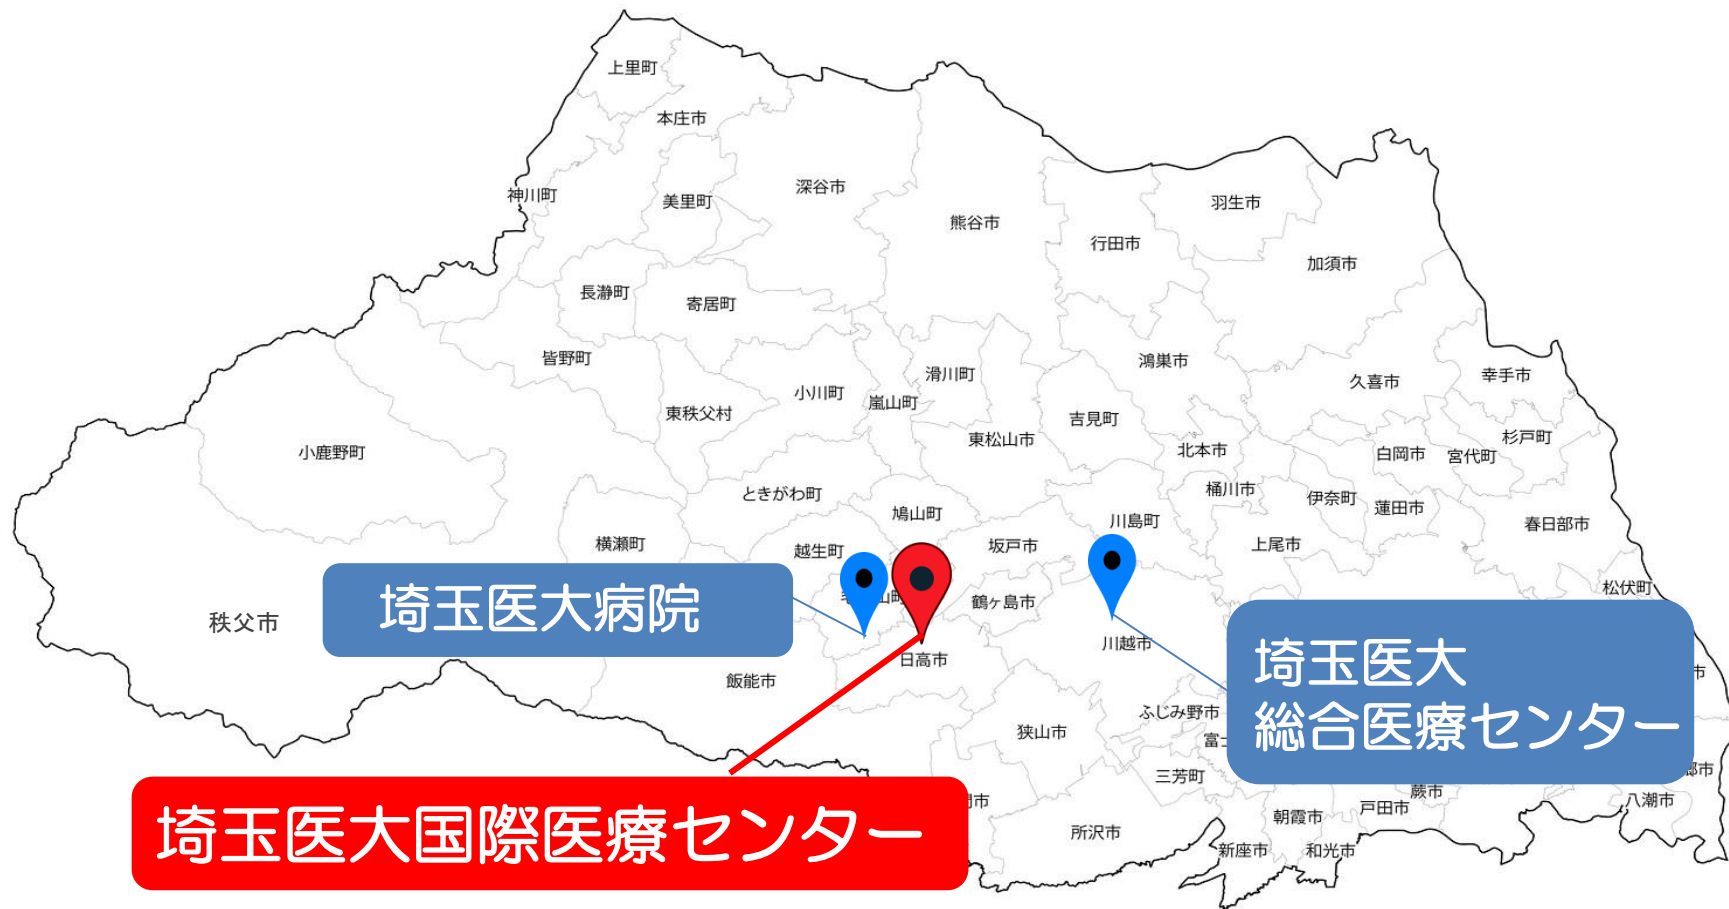 上里町
本庄市
神川町
美里町
深谷市
熊谷市
行田市
羽生市
加須市
長瀞町
寄居町
皆野町
東秩父村
小川町
嵐山町
滑川町
東松山市
吉見町
鴻巣市
北本市
久喜市
幸手市
杉戸町
宮代町
白岡市
蓮田市
伊奈町
桶川市
上尾市
春日部市
松伏町
小鹿野町
ときがわ町
鳩山町
川島町
横瀬町
越生町
坂戸市
鶴ヶ島市
秩父市
埼玉医大病院
日高市
川越市
飯能市
埼玉医大
総合医療センター
市
狭山市
ふじみ野市
富士
三芳町
郷市
八潮市
蕨市
戸田市
朝霞市
所沢市
新座市
和光市
市
埼玉医大国際医療センター